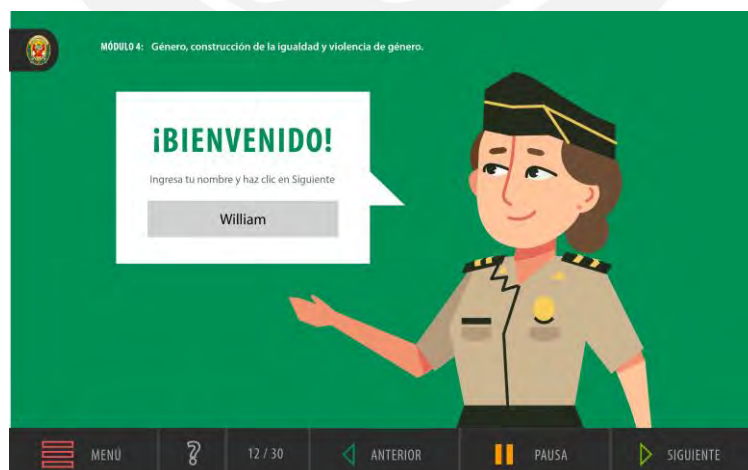 MÓDULO 4: Género, construcción de la igualdad y violencia de género.
¡BIENVENIDO!
Ingresa tu nombre y haz clic en Siguiente
William
MENÚ
?
12 / 30
ANTERIOR
PAUSA
SIGUIENTE